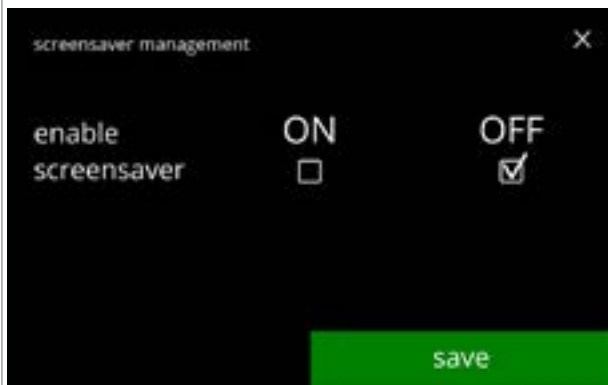 screensaver management
enable ON OFF
screensaver
save